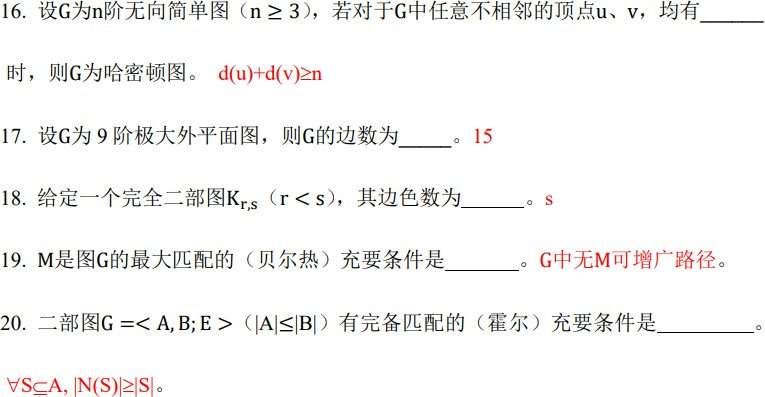 16. 设G为n阶无向简单图（n ≥ 3），若对于G中任意不相邻的顶点u、v，均有______
时，则G为哈密顿图。 d(u)+d(v)≥n
17. 设G为 9 阶极大外平面图，则G的边数为_____。15
18. 给定一个完全二部图K_{r,s}（r < s），其边色数为______。s
19. M是图G的最大匹配的（贝尔热）充要条件是_______。G中无M可增广路径。
20. 二部图G =< A, B; E >（|A|≤|B|）有完备匹配的（霍尔）充要条件是_________。
∀S⊆A, |N(S)|≥|S|。